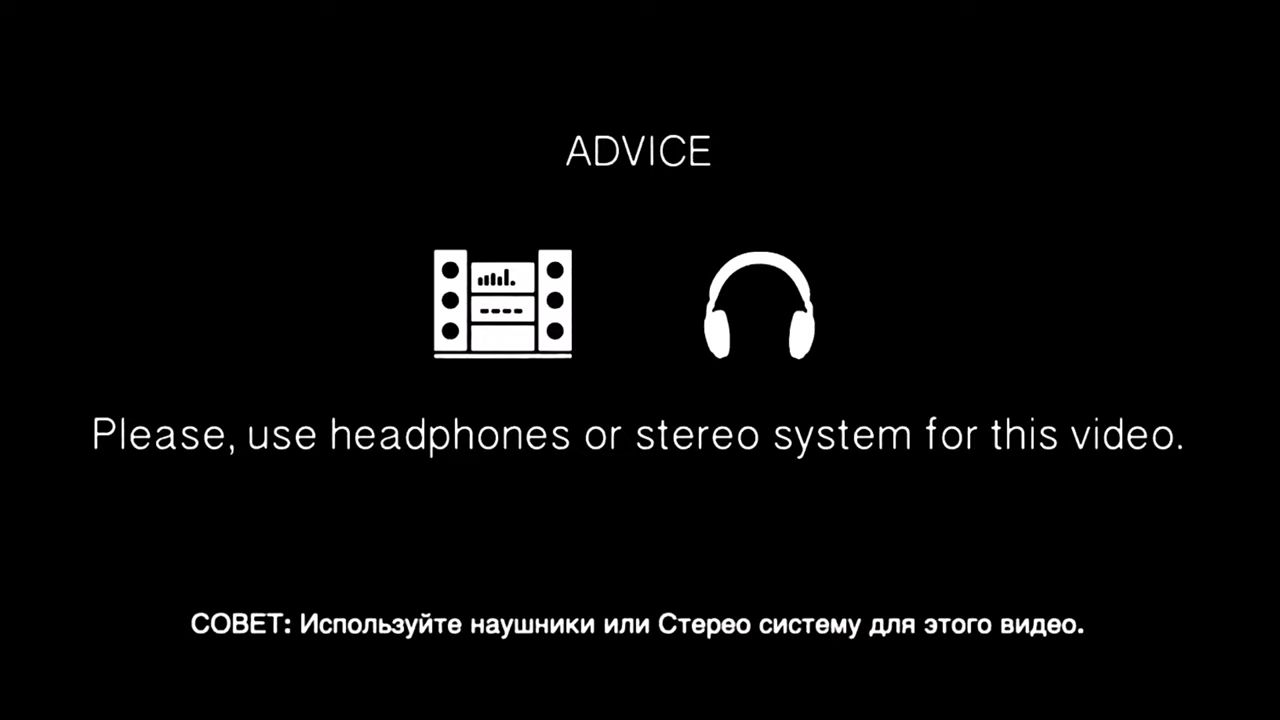 ADVICE
Please, use headphones or stereo system for this video.
СОВЕТ: Используйте наушники или Стерео систему для этого видео.